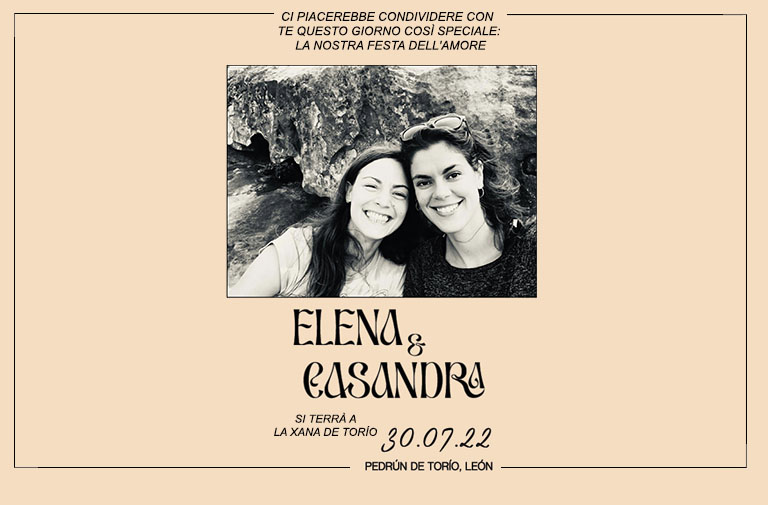 CI PIACEREBBE CONDIVIDERE CON
TE QUESTO GIORNO COSÌ SPECIALE:
LA NOSTRA FESTA DELL'AMORE
ELENA
&
CASANDRA
SI TERRÀ A
LA XANA DE TORÍO 30.07.22
PEDRÚN DE TORÍO, LEÓN